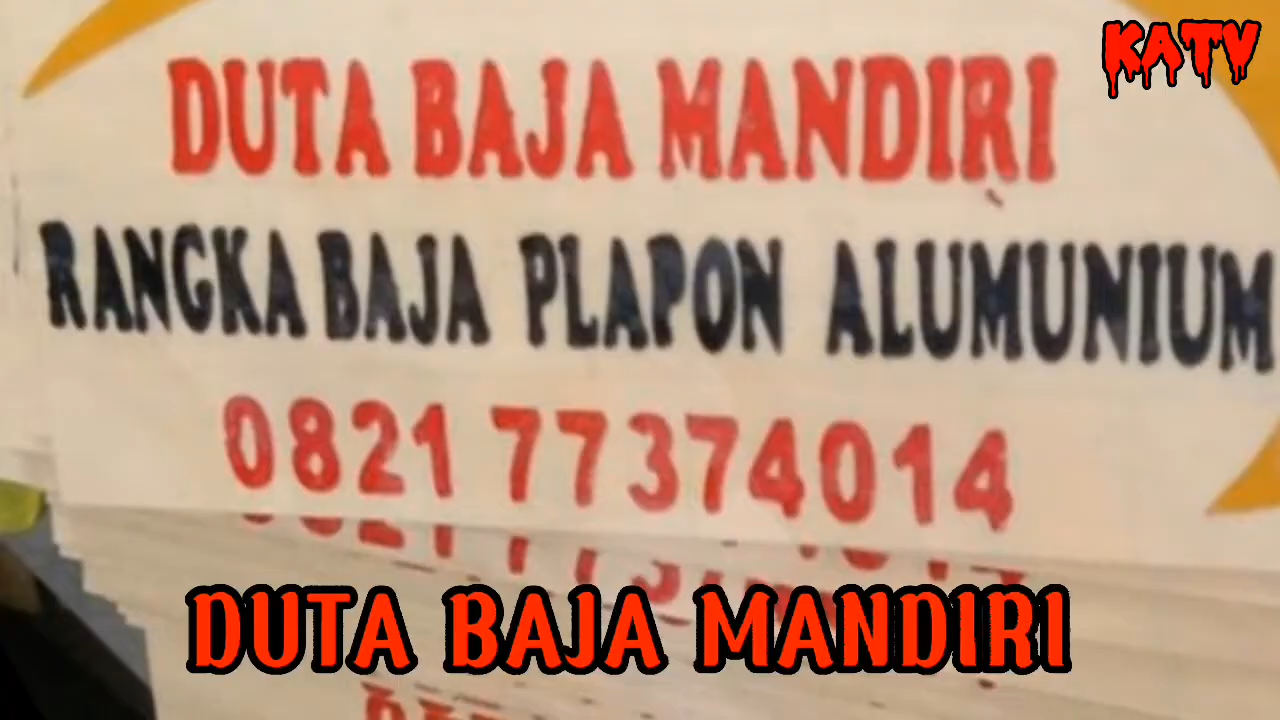 KATV
DUTA BAJA MANDIRI
RANGKA BAJA PLAPON ALUMUNIUM
0821 77374014
DUTA BAJA MANDIRI